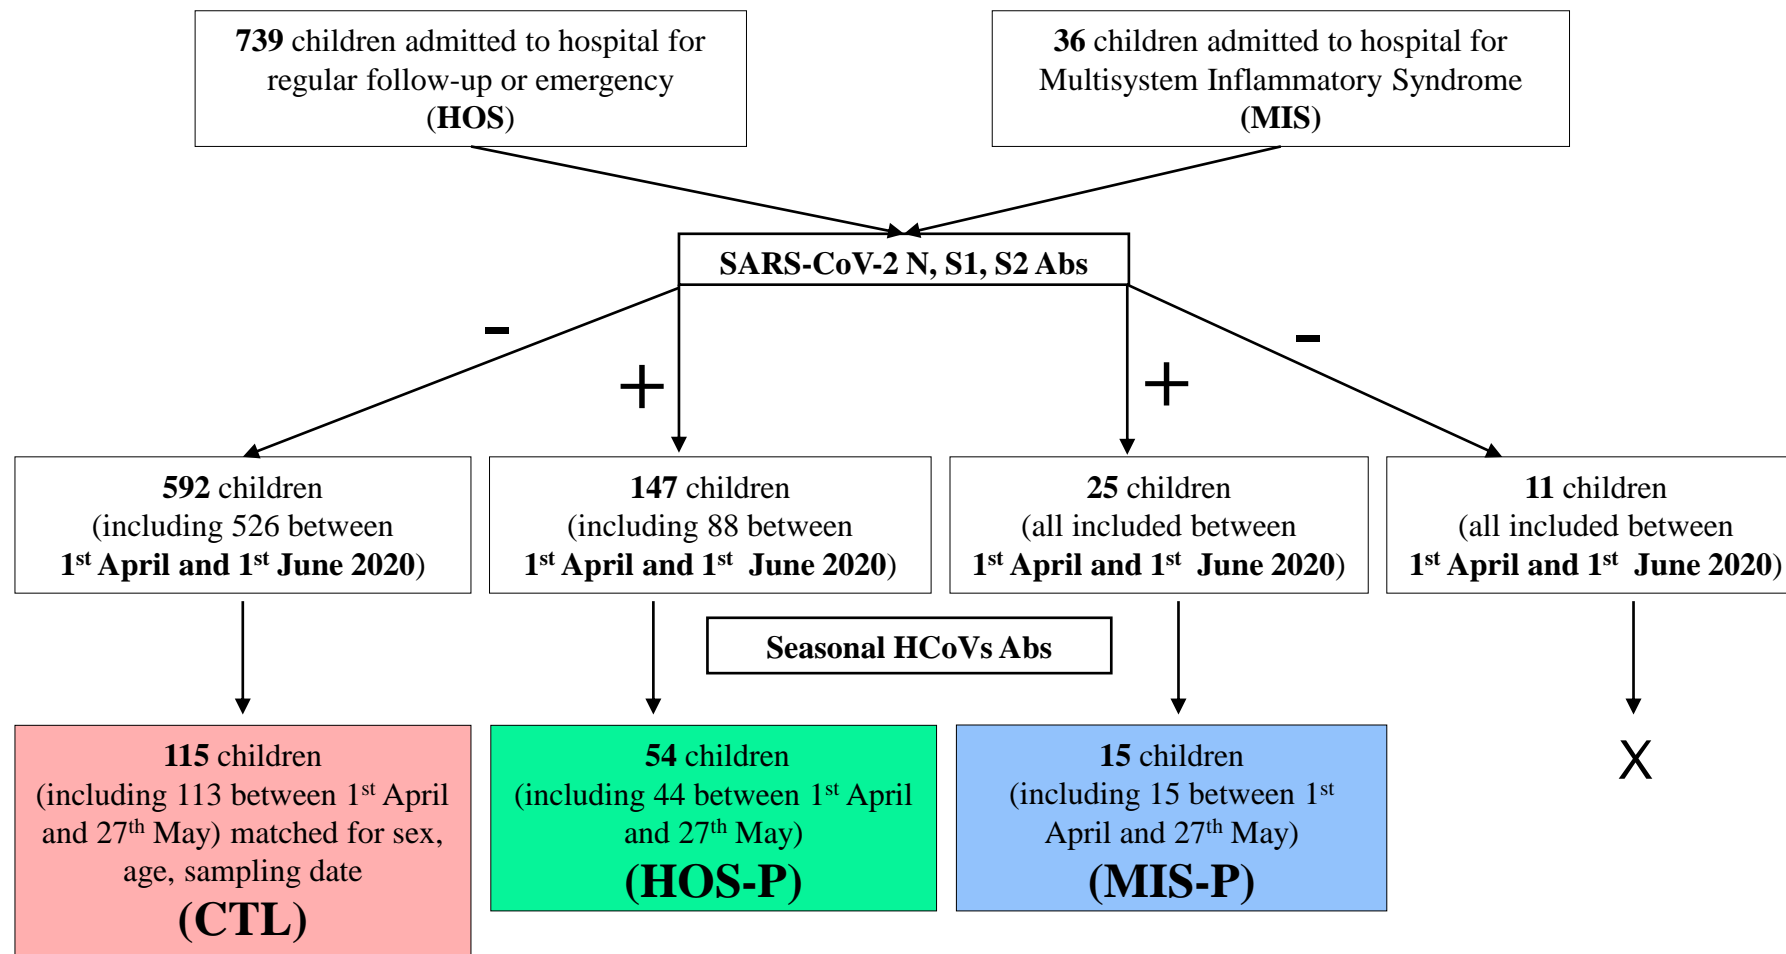 739 children admitted to hospital for
regular follow-up or emergency
(HOS)
36 children admitted to hospital for
Multisystem Inflammatory Syndrome
(MIS)
SARS-CoV-2 N, S1, S2 Abs
-
+
+
-
592 children
(including 526 between
1st April and 1st June 2020)
147 children
(including 88 between
1st April and 1st June 2020)
25 children
(all included between
1st April and 1st June 2020)
11 children
(all included between
1st April and 1st June 2020)
Seasonal HCoVs Abs
115 children
(including 113 between 1st April
and 27th May) matched for sex,
age, sampling date
(CTL)
54 children
(including 44 between 1st April
and 27th May)
(HOS-P)
15 children
(including 15 between 1st
April and 27th May)
(MIS-P)
X